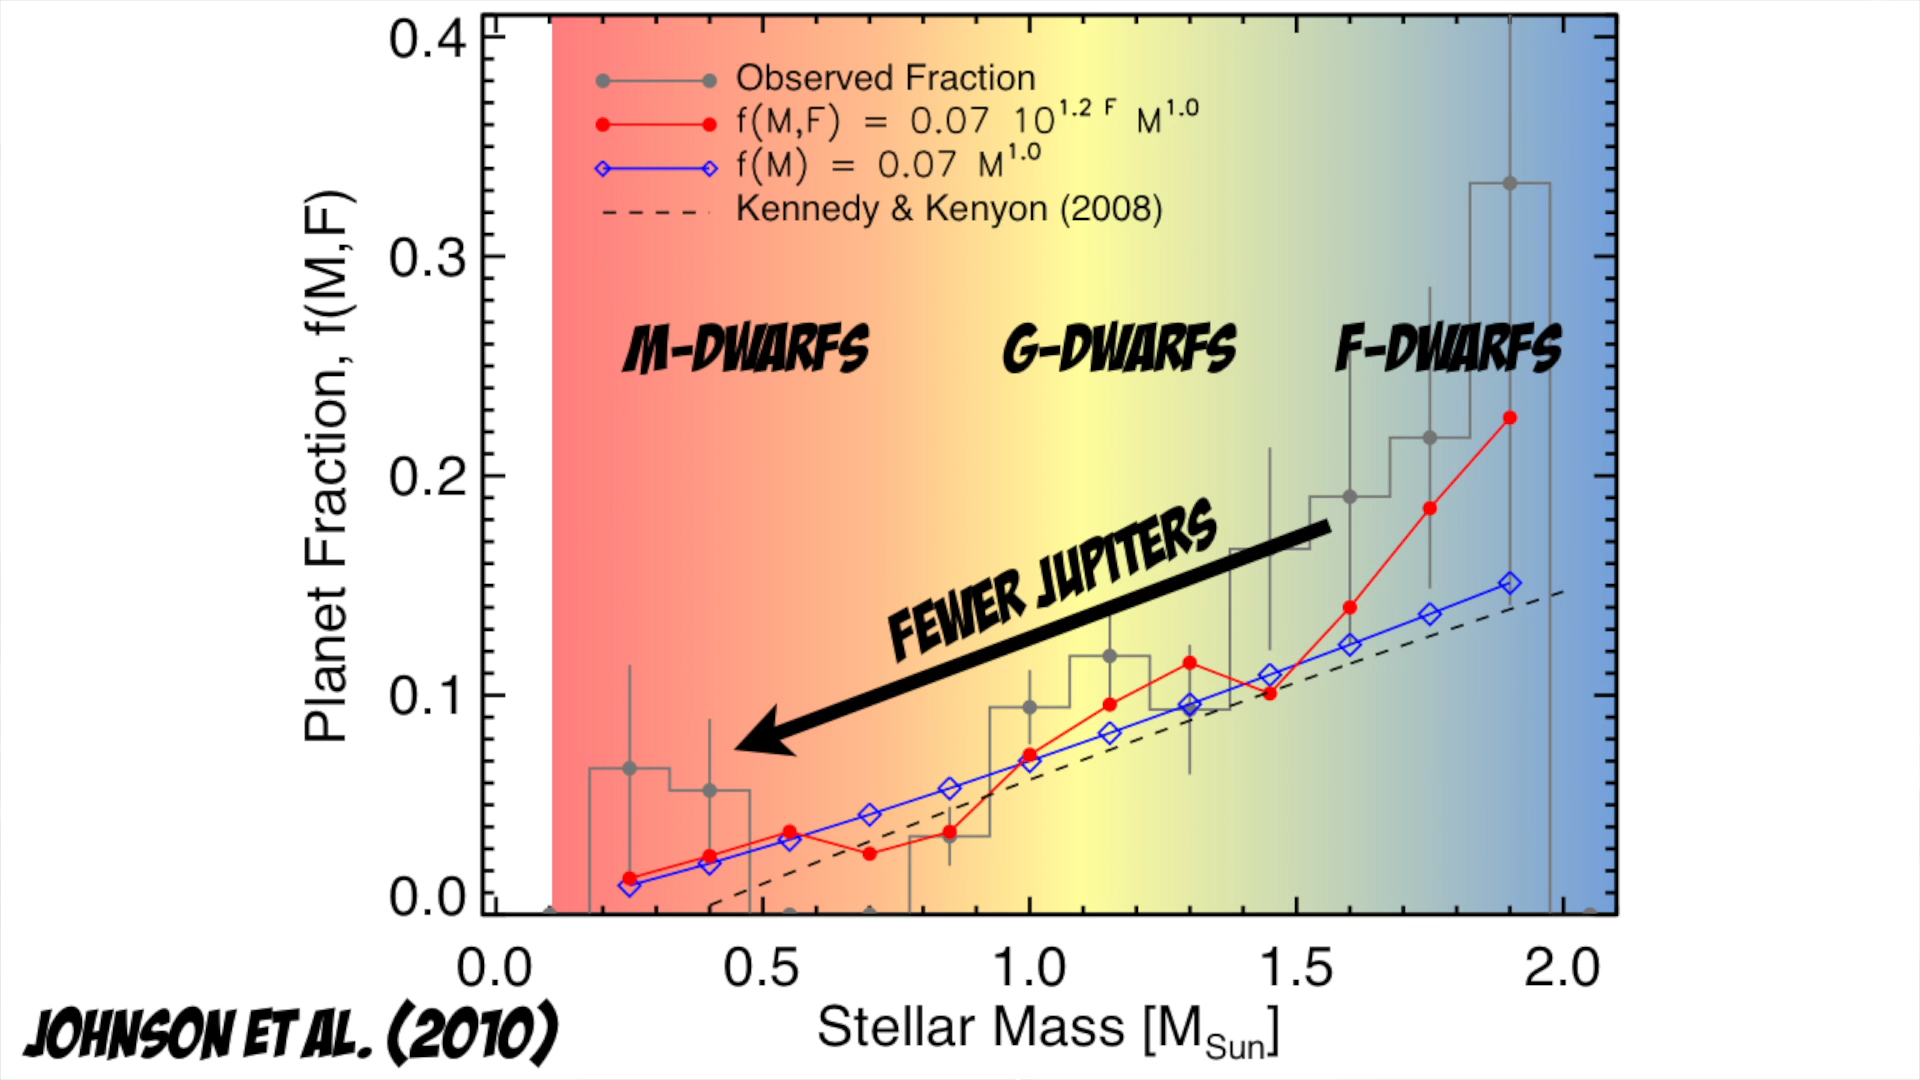 0.4
0.3
0.2
0.1
0.0
Planet Fraction, f(M,F)
Observed Fraction
f(M,F) = 0.07 10^1.2 F M^1.0
f(M) = 0.07 M^1.0
Kennedy & Kenyon (2008)
M-DWARFS
G-DWARFS
F-DWARFS
FEWER JUPITERS
0.0 0.5 1.0 1.5 2.0
Stellar Mass [M_Sun]
JOHNSON ET AL. (2010)